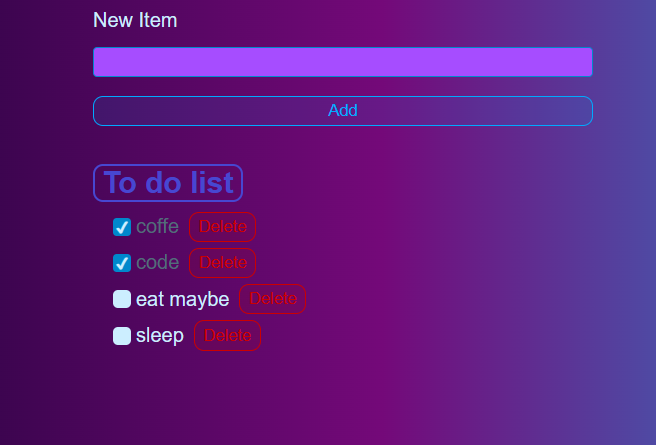 New Item
Add
To do list
coffe Delete
code Delete
eat maybe Delete
sleep Delete